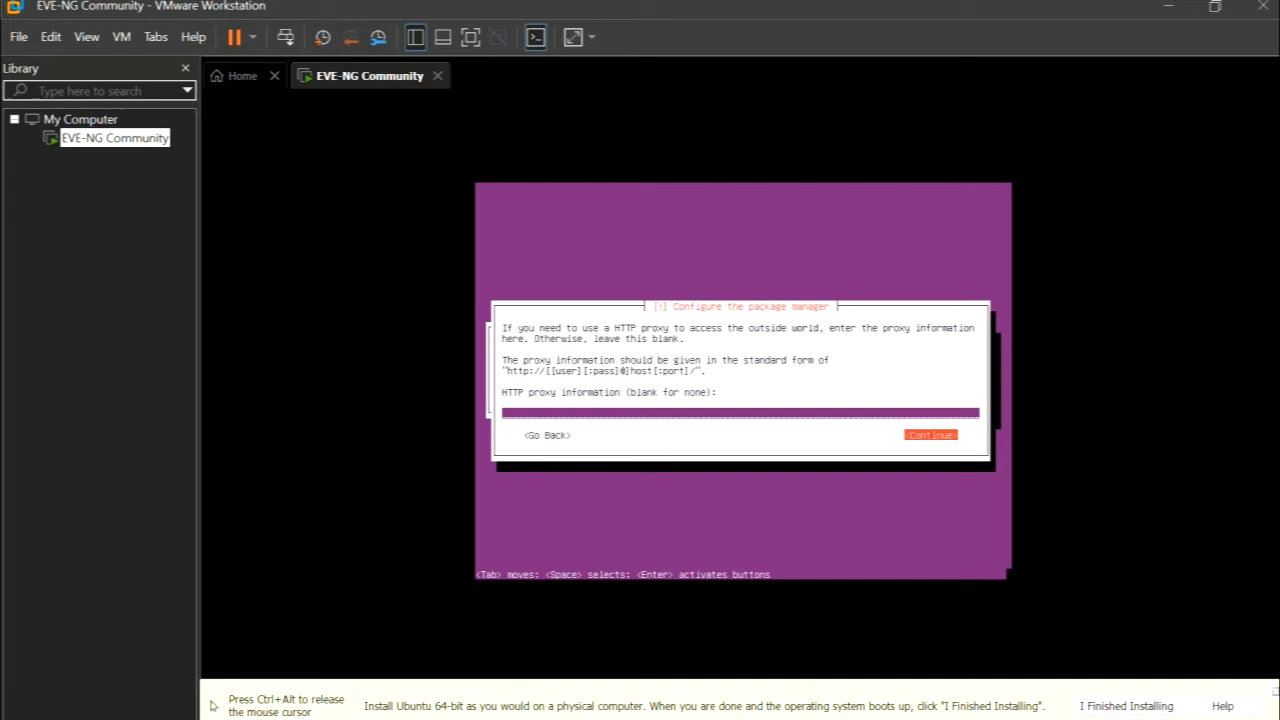 EVE-NG Community - VMware Workstation
File Edit View VM Tabs Help
Library
Type here to search
Home
EVE-NG Community
My Computer
EVE-NG Community
[!] Configure the package manager
If you need to use a HTTP proxy to access the outside world, enter the proxy information
here. Otherwise, leave this blank.
The proxy information should be given in the standard form of
"http://[[user][:pass]@]host[:port]/".
HTTP proxy information (blank for none):
<Go Back> <Continue>
<Tab> moves; <Space> selects; <Enter> activates buttons
Press Ctrl+Alt to release
the mouse cursor
Install Ubuntu 64-bit as you would on a physical computer. When you are done and the operating system boots up, click "I Finished Installing".
I Finished Installing
Help